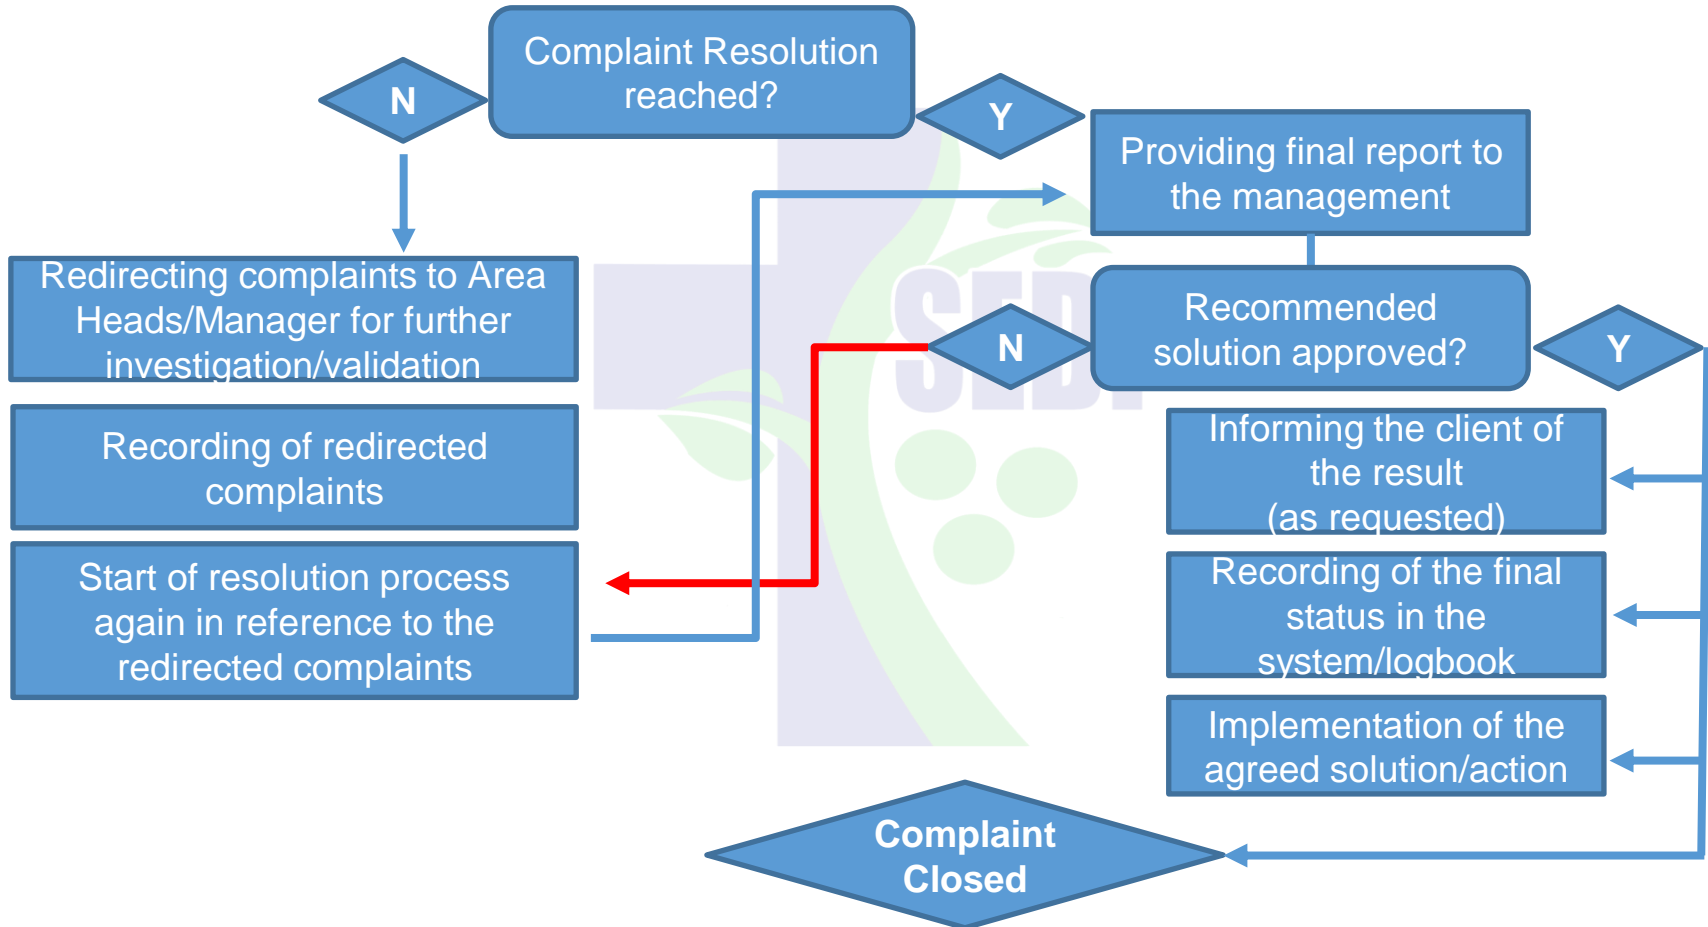 Complaint Resolution
reached?
N
Y
Providing final report to
the management
Redirecting complaints to Area
Heads/Manager for further
investigation/validation
Recommended
solution approved?
N
Y
Recording of redirected
complaints
Informing the client of
the result
(as requested)
Start of resolution process
again in reference to the
redirected complaints
Recording of the final
status in the
system/logbook
Implementation of the
agreed solution/action
Complaint
Closed